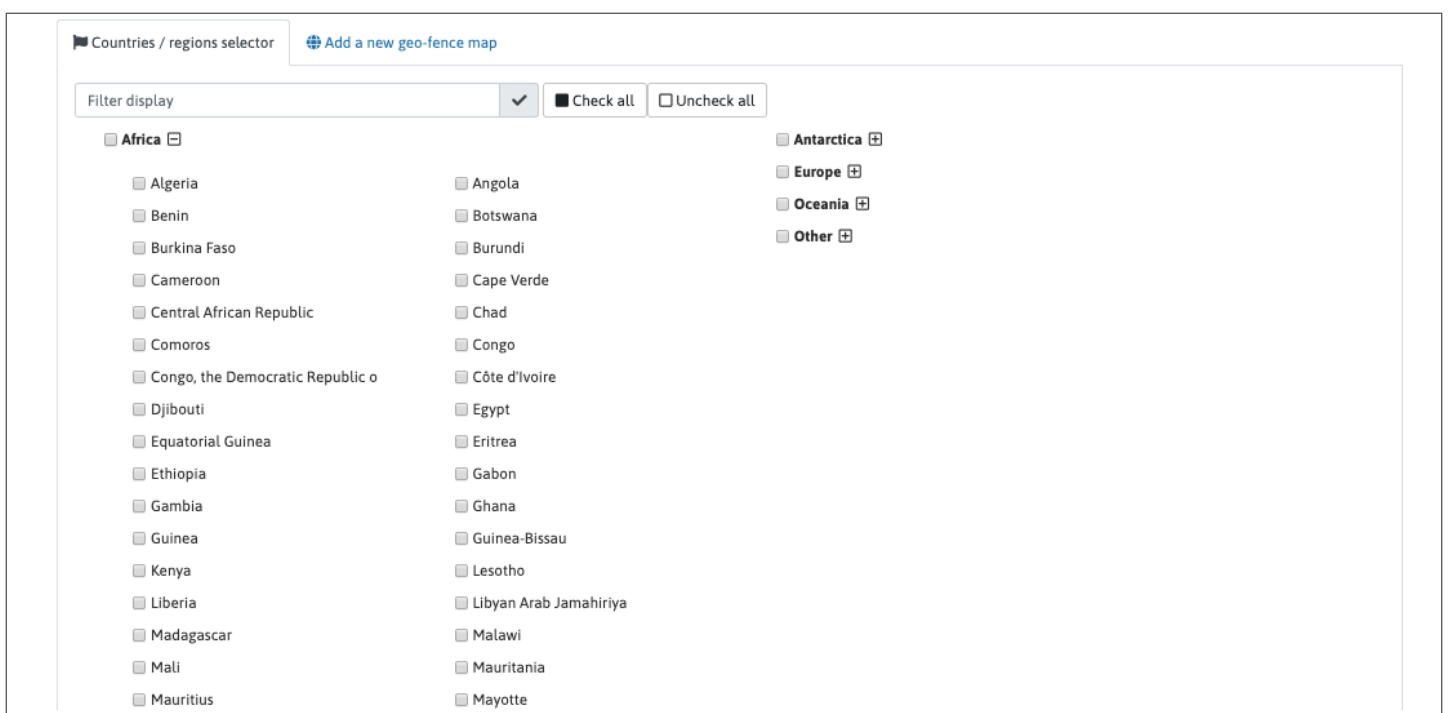 Countries / regions selector Add a new geo-fence map
Filter display Check all Uncheck all
Africa
Algeria Angola
Benin Botswana
Burkina Faso Burundi
Cameroon Cape Verde
Central African Republic Chad
Comoros Congo
Congo, the Democratic Republic o Côte d'Ivoire
Djibouti Egypt
Equatorial Guinea Eritrea
Ethiopia Gabon
Gambia Ghana
Guinea Guinea-Bissau
Kenya Lesotho
Liberia Libyan Arab Jamahiriya
Madagascar Malawi
Mali Mauritania
Mauritius Mayotte
Antarctica
Europe
Oceania
Other